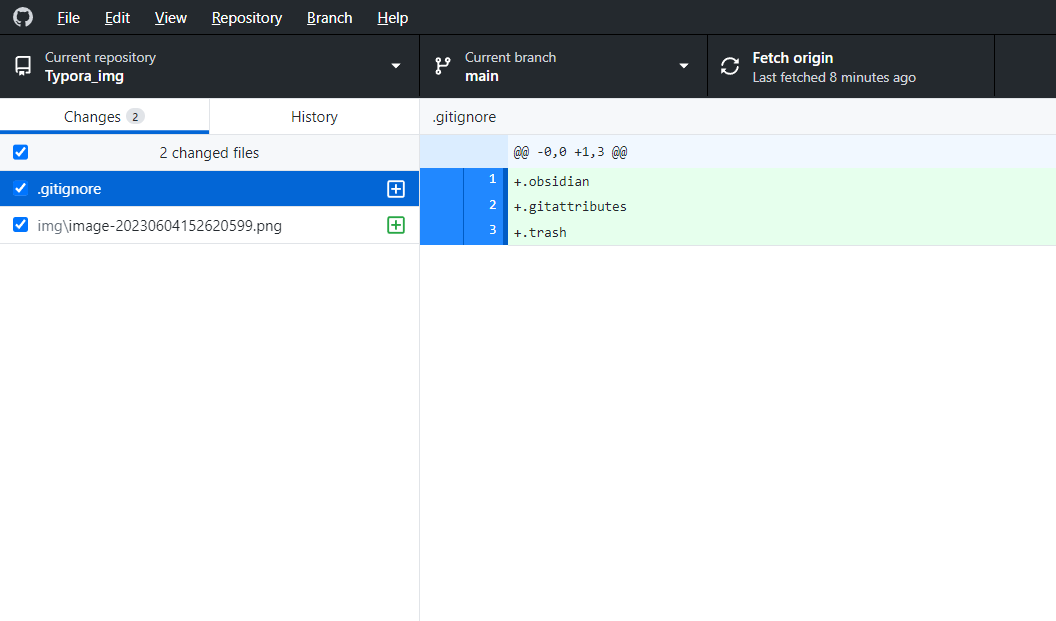 File Edit View Repository Branch Help
Current repository
Typora_img
Current branch
main
Fetch origin
Last fetched 8 minutes ago
Changes 2
History
.gitignore
2 changed files
@@ -0,0 +1,3 @@
.gitignore
1 +.obsidian
2 +.gitattributes
3 +.trash
img\image-20230604152620599.png